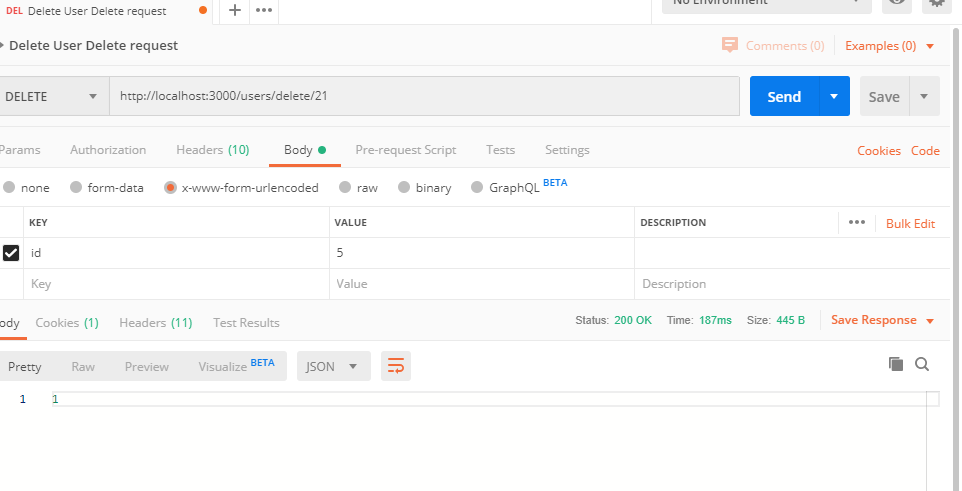 DEL Delete User Delete request + ••• No Environment
Delete User Delete request Comments (0) Examples (0)
DELETE http://localhost:3000/users/delete/21 Send Save
Params Authorization Headers (10) Body Pre-request Script Tests Settings Cookies Code
none form-data x-www-form-urlencoded raw binary GraphQL BETA
KEY VALUE DESCRIPTION ••• Bulk Edit
id 5
Key Value Description
ody Cookies (1) Headers (11) Test Results Status: 200 OK Time: 187ms Size: 445 B Save Response
Pretty Raw Preview Visualize BETA JSON
1 1